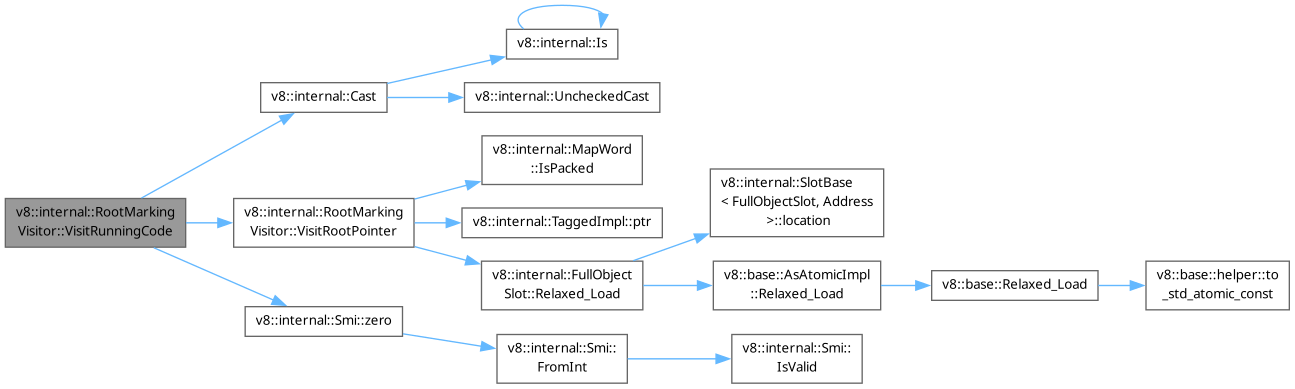 v8::internal::Is
v8::internal::Cast
v8::internal::UncheckedCast
v8::internal::MapWord
::IsPacked
v8::internal::SlotBase
< FullObjectSlot, Address
>::location
v8::internal::RootMarking
Visitor::VisitRunningCode
v8::internal::RootMarking
Visitor::VisitRootPointer
v8::internal::TaggedImpl::ptr
v8::internal::FullObject
Slot::Relaxed_Load
v8::base::AsAtomicImpl
::Relaxed_Load
v8::base::Relaxed_Load
v8::base::helper::to
_std_atomic_const
v8::internal::Smi::zero
v8::internal::Smi::
FromInt
v8::internal::Smi::
IsValid